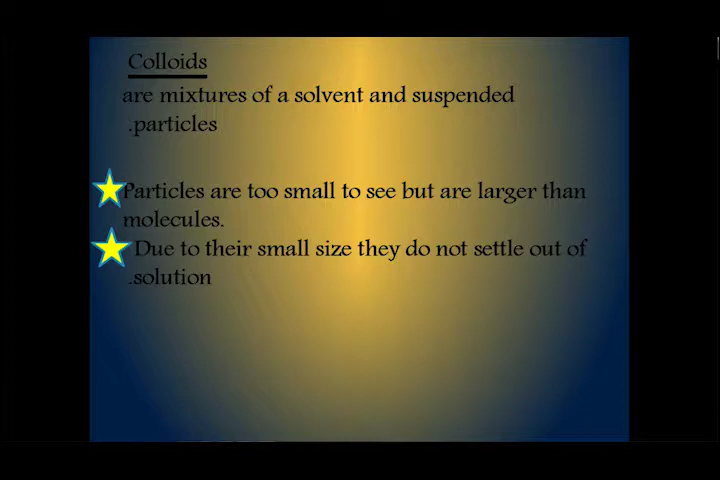 Colloids
are mixtures of a solvent and suspended
.particles
Particles are too small to see but are larger than
molecules.
Due to their small size they do not settle out of
.solution